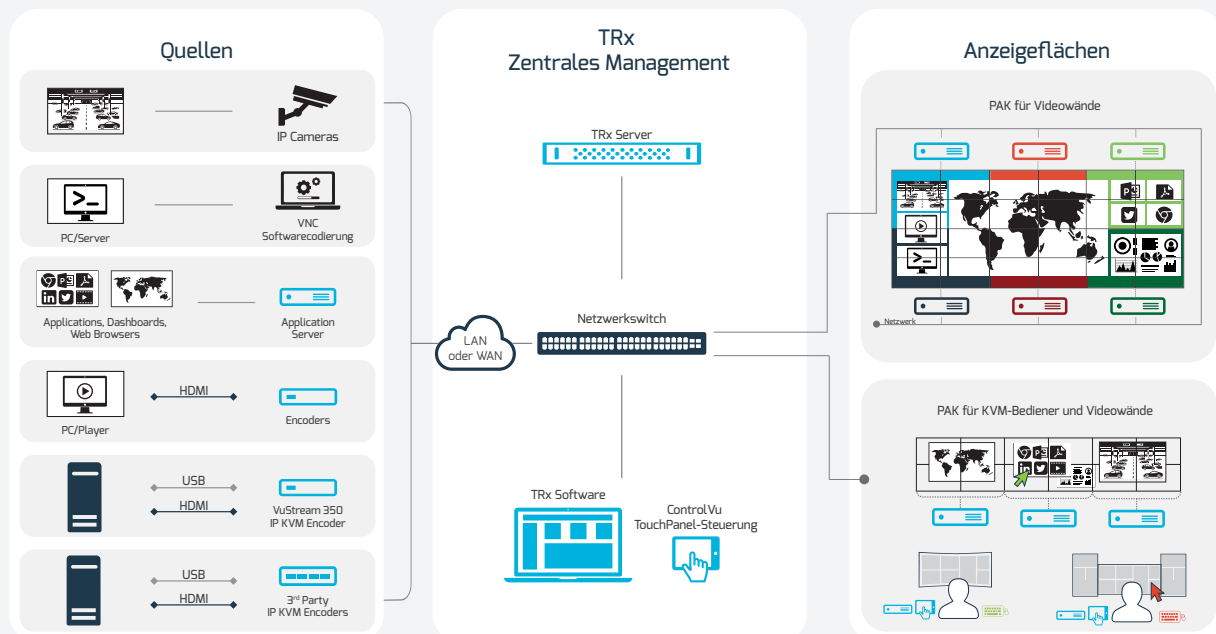 Quellen
IP Cameras
PC/Server
VNC
Softwarecodierung
Applications, Dashboards,
Web Browsers
Application
Server
PC/Player
HDMI
Encoders
USB
HDMI
VuStream 350
IP KVM Encoder
USB
HDMI
3rd Party
IP KVM Encoders
TRx
Zentrales Management
TRx Server
LAN
oder WAN
Netzwerkswitch
TRx Software
ControlVu
TouchPanel-Steuerung
Anzeigeflächen
PAK für Videowände
Netzwerk
PAK für KVM-Bediener und Videowände